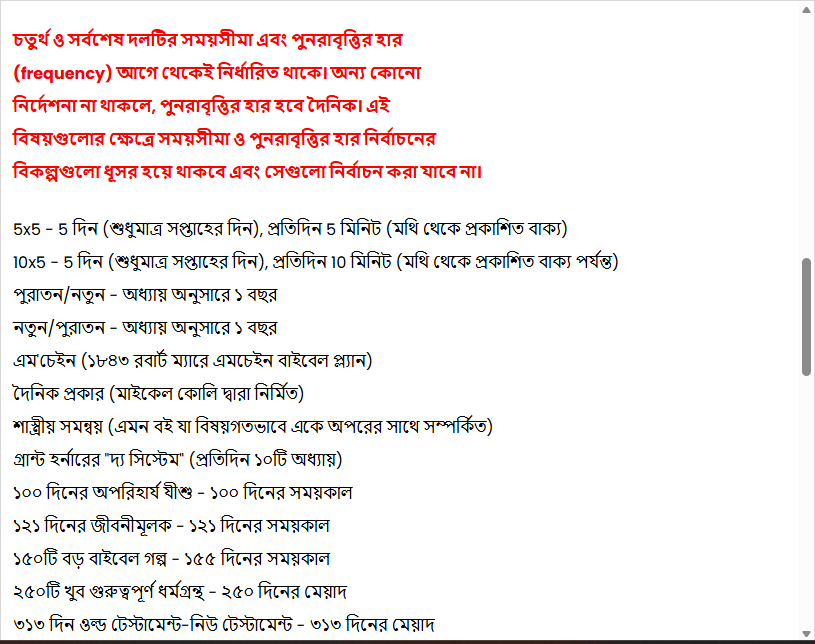 চতুর্থ ও সর্বশেষ দলটির সময়সীমা এবং পুনরাবৃত্তির হার
(frequency) আগে থেকেই নির্ধারিত থাকে। অন্য কোনো
নির্দেশনা না থাকলে, পুনরাবৃত্তির হার হবে দৈনিক। এই
বিষয়গুলোর ক্ষেত্রে সময়সীমা ও পুনরাবৃত্তির হার নির্বাচনের
বিকল্পগুলো ধূসর হয়ে থাকবে এবং সেগুলো নির্বাচন করা যাবে না।
5x5 - 5 দিন (শুধুমাত্র সপ্তাহের দিন), প্রতিদিন 5 মিনিট (মথি থেকে প্রকাশিত বাক্য)
10x5 - 5 দিন (শুধুমাত্র সপ্তাহের দিন), প্রতিদিন 10 মিনিট (মথি থেকে প্রকাশিত বাক্য পর্যন্ত)
পুরাতন/নতুন - অধ্যায় অনুসারে ১ বছর
নতুন/পুরাতন - অধ্যায় অনুসারে ১ বছর
এম'চেইন (১৮৪৩ রবার্ট ম্যারে এমচেইন বাইবেল প্ল্যান)
দৈনিক প্রকার (মাইকেল কোলি দ্বারা নির্মিত)
শাস্ত্রীয় সমন্বয় (এমন বই যা বিষয়গতভাবে একে অপরের সাথে সম্পর্কিত)
গ্রান্ট হর্নারের "দ্য সিস্টেম" (প্রতিদিন ১০টি অধ্যায়)
১০০ দিনের অপরিহার্য যীশু - ১০০ দিনের সময়কাল
১২১ দিনের জীবনীমূলক - ১২১ দিনের সময়কাল
১৫০টি বড় বাইবেল গল্প - ১৫৫ দিনের সময়কাল
২৫০টি খুব গুরুত্বপূর্ণ ধর্মগ্রন্থ - ২৫০ দিনের মেয়াদ
৩১৩ দিন ওল্ড টেস্টামেন্ট-নিউ টেস্টামেন্ট - ৩১৩ দিনের মেয়াদ